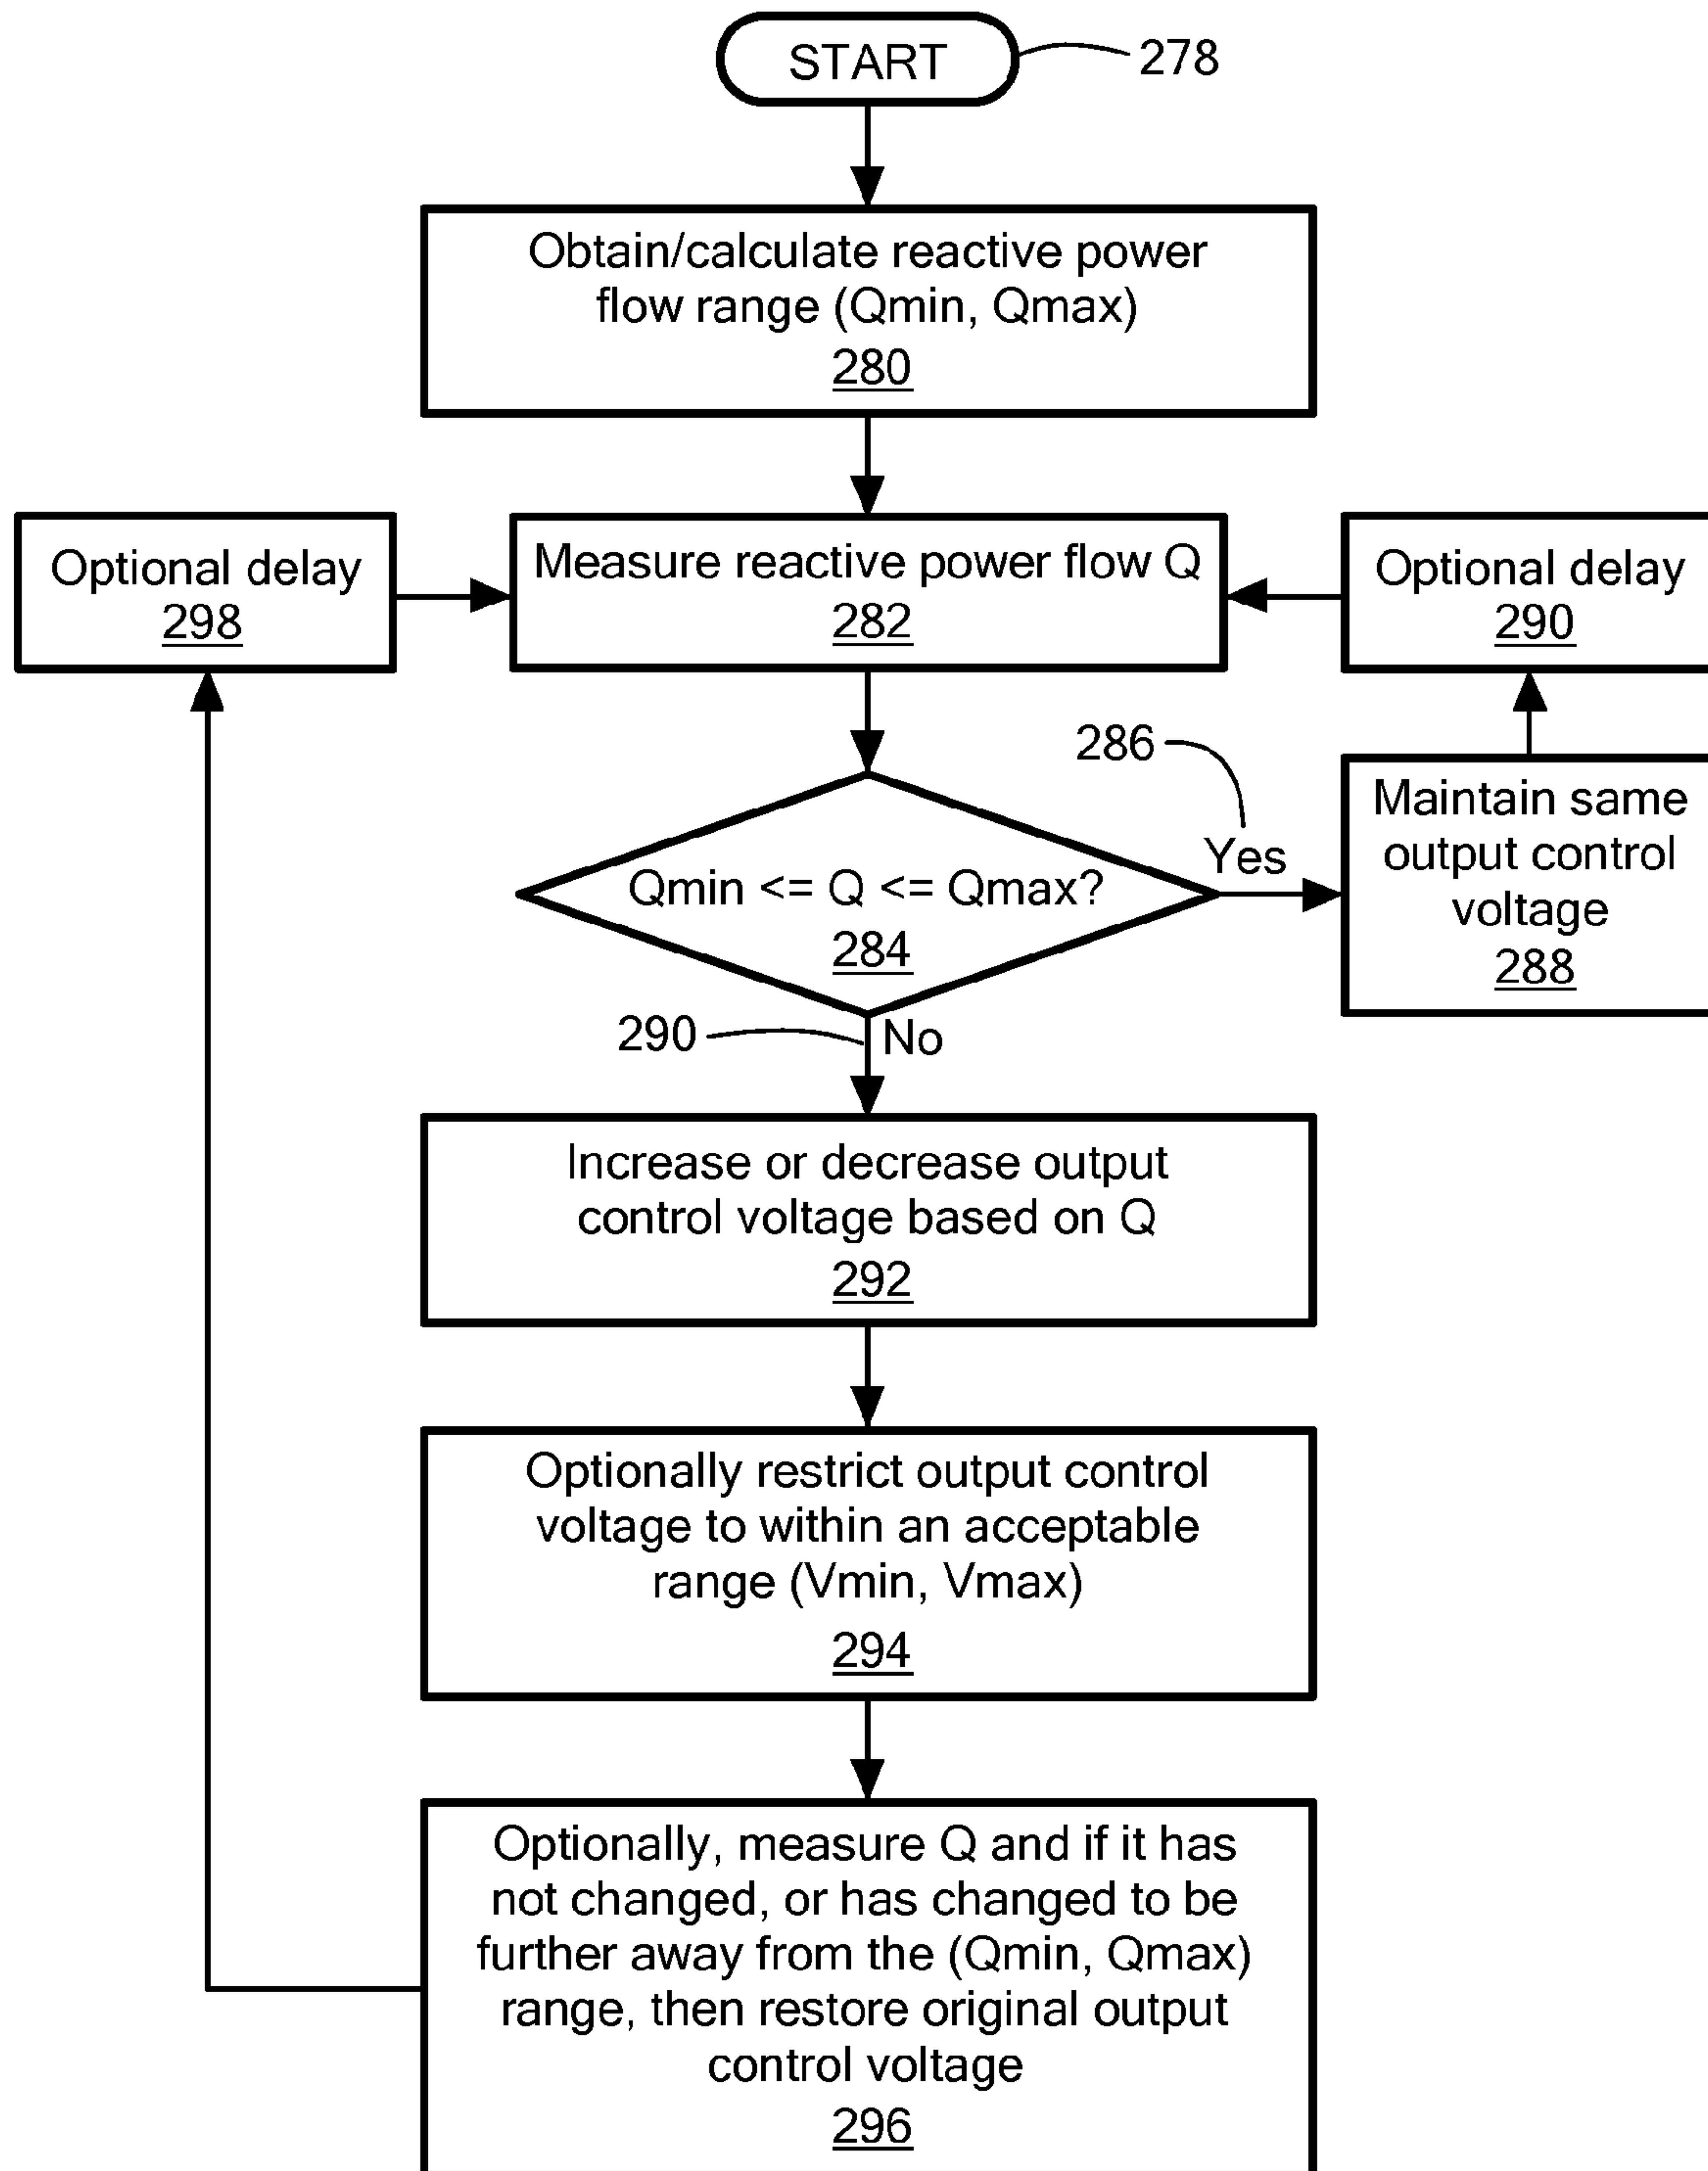 START
278
Obtain/calculate reactive power
flow range (Qmin, Qmax)
280
Optional delay
298
Measure reactive power flow Q
282
Optional delay
290
286
Yes
Qmin <= Q <= Qmax?
284
Maintain same
output control
voltage
288
290
No
Increase or decrease output
control voltage based on Q
292
Optionally restrict output control
voltage to within an acceptable
range (Vmin, Vmax)
294
Optionally, measure Q and if it has
not changed, or has changed to be
further away from the (Qmin, Qmax)
range, then restore original output
control voltage
296